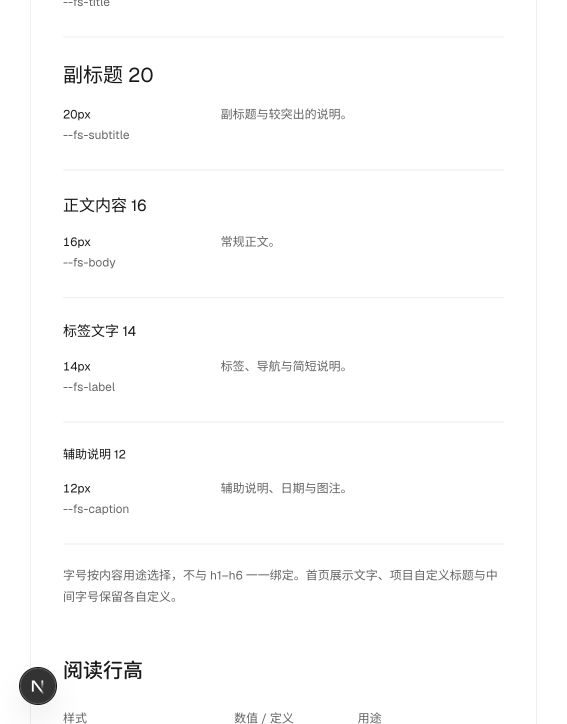 --fs-title
副标题 20
20px
副标题与较突出的说明。
--fs-subtitle
正文内容 16
16px
常规正文。
--fs-body
标签文字 14
14px
标签、导航与简短说明。
--fs-label
辅助说明 12
12px
辅助说明、日期与图注。
--fs-caption
字号按内容用途选择，不与 h1–h6 一一绑定。首页展示文字、项目自定义标题与中
间字号保留各自定义。
阅读行高
N
样式
数值 / 定义
用途